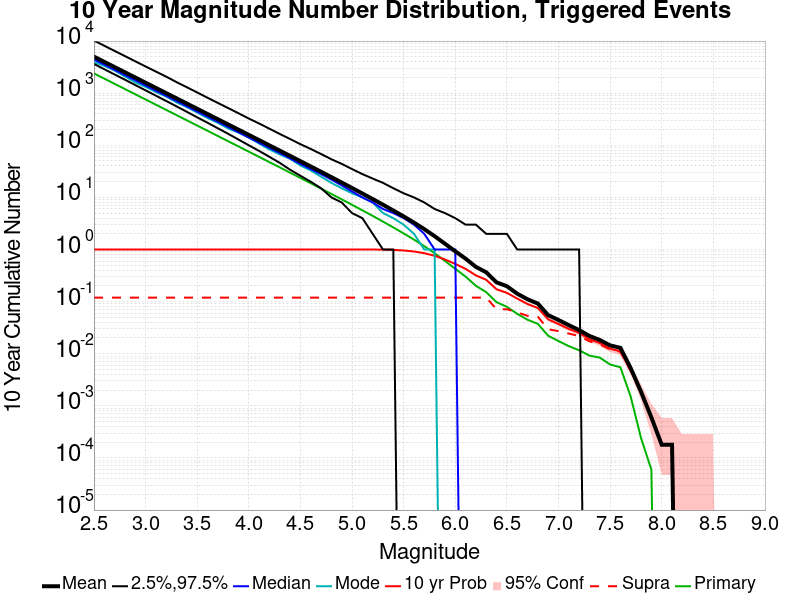 10 Year Magnitude Number Distribution, Triggered Events
10 Year Cumulative Number
10^4
10^3
10^2
10^1
10^0
10^-1
10^-2
10^-3
10^-4
10^-5
2.5 3.0 3.5 4.0 4.5 5.0 5.5 6.0 6.5 7.0 7.5 8.0 8.5 9.0
Magnitude
Mean 2.5%,97.5% Median Mode 10 yr Prob 95% Conf Supra Primary